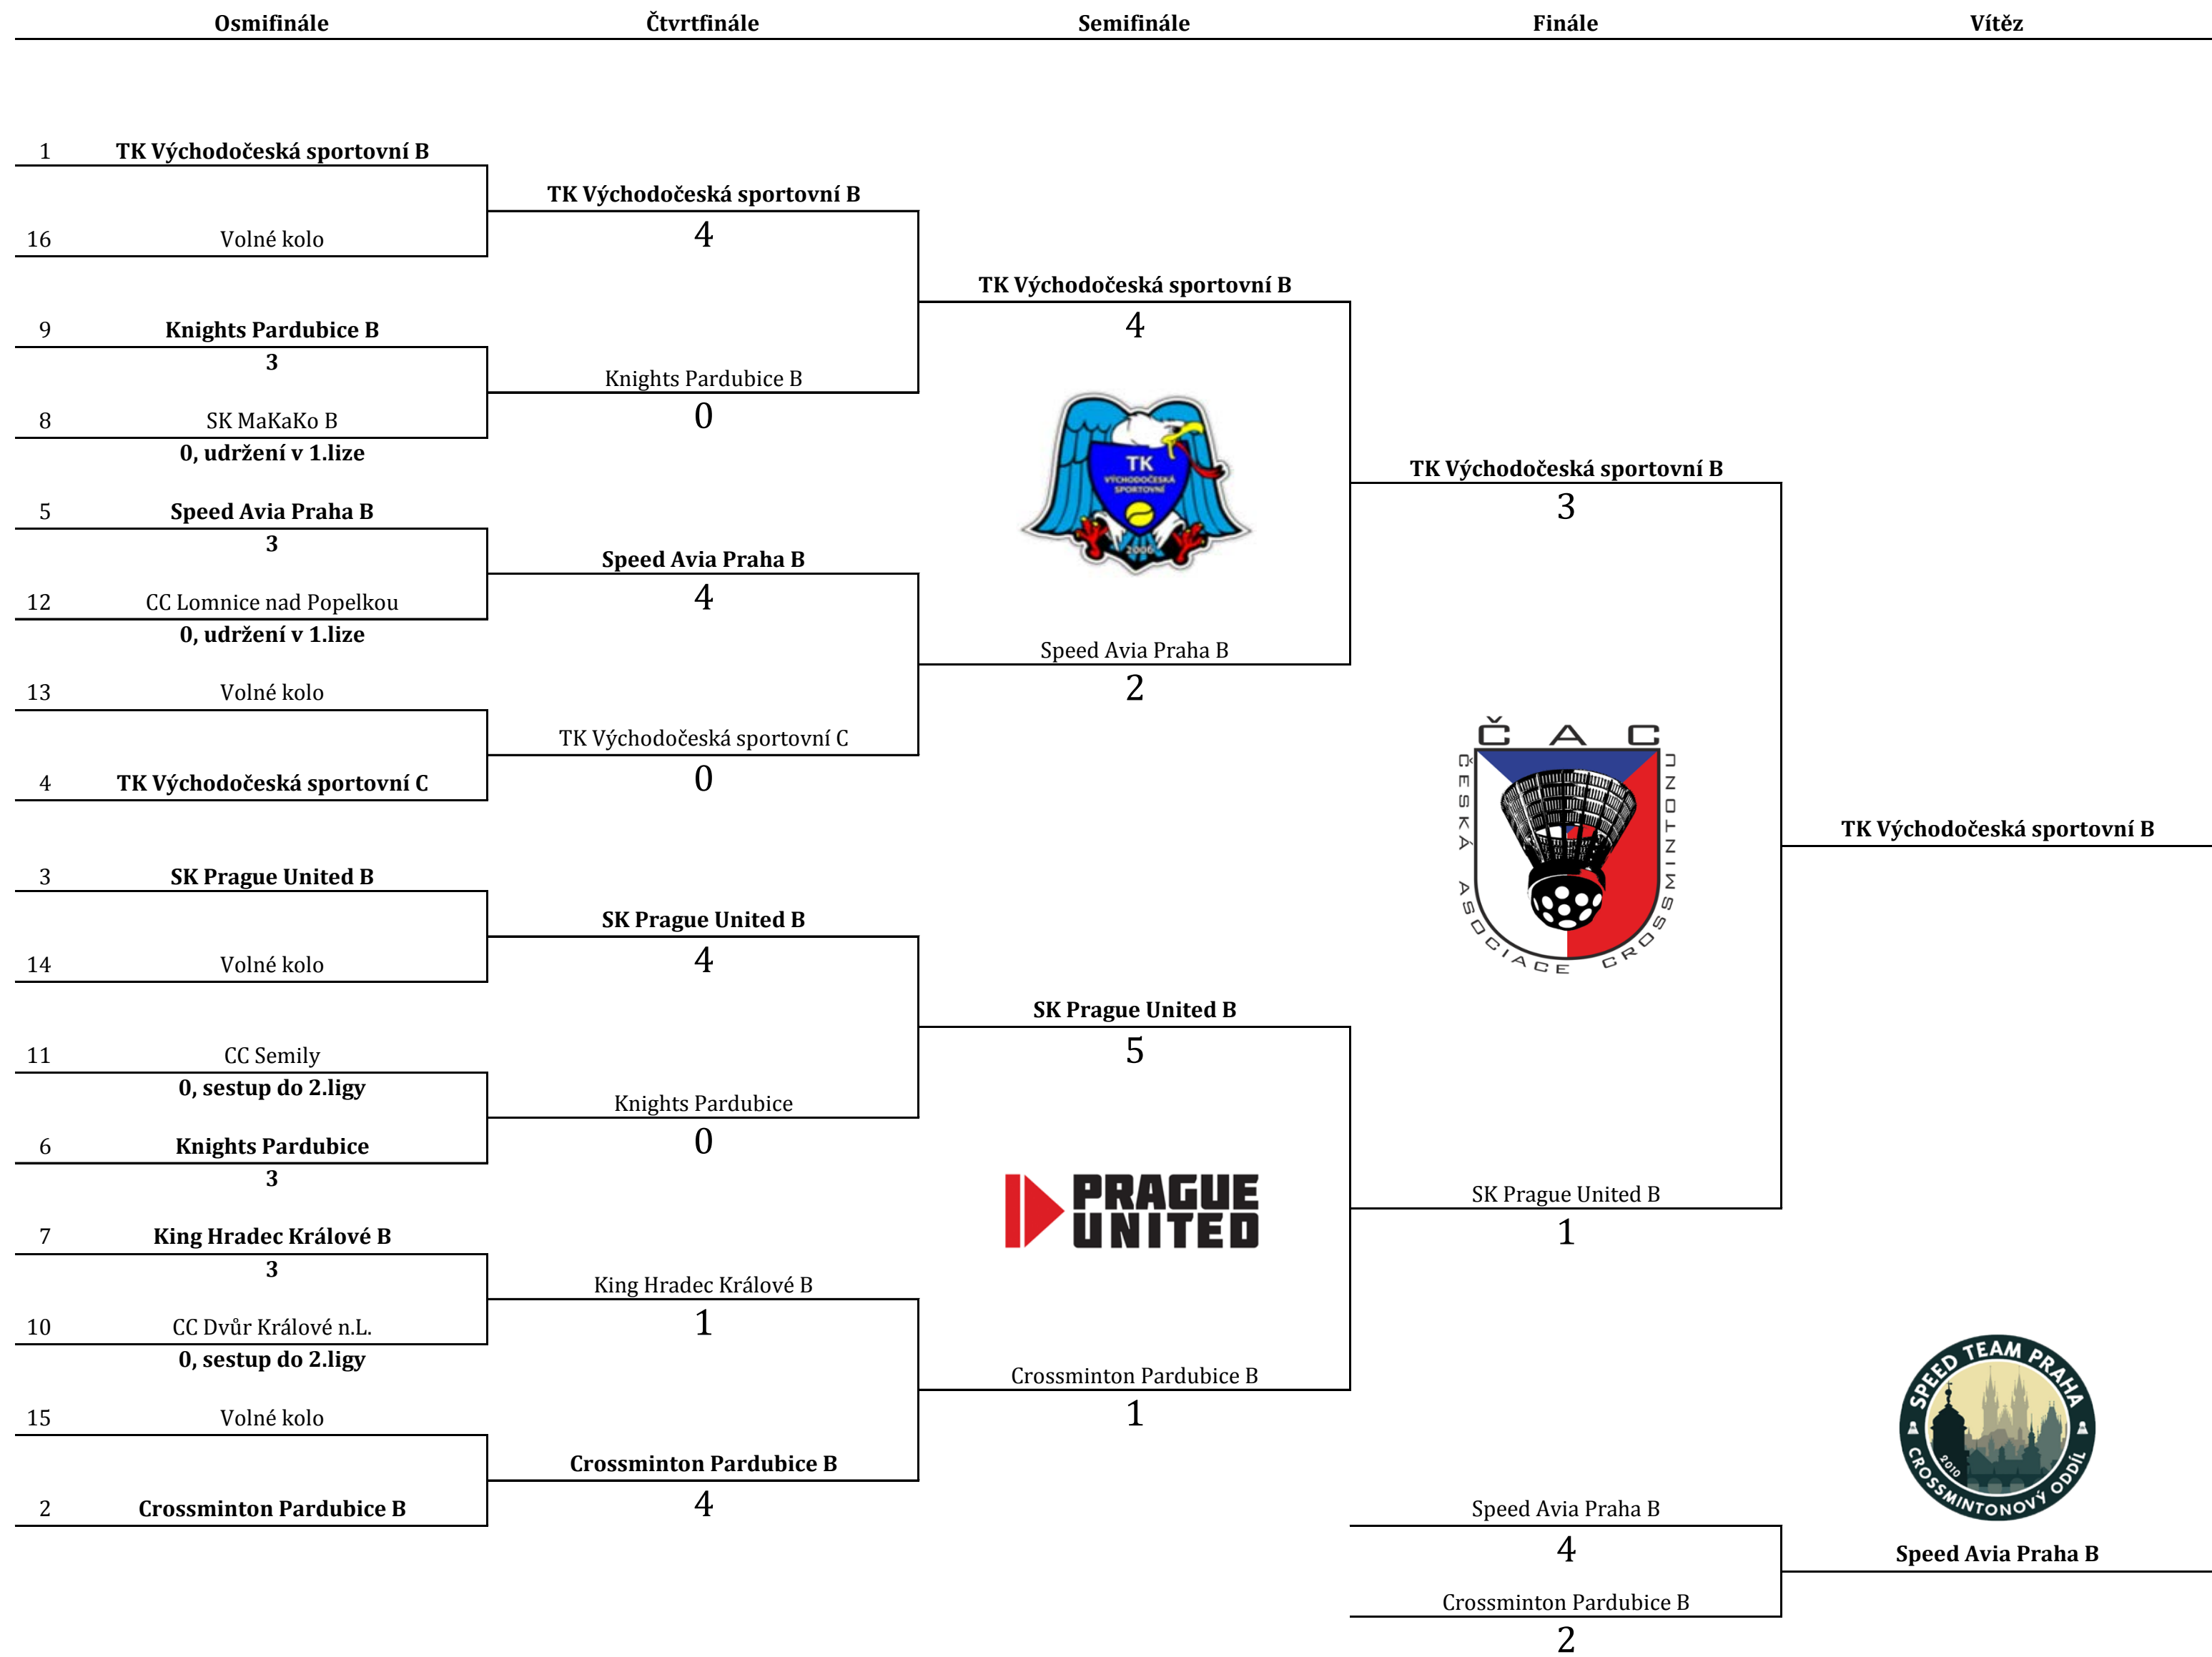 Osmifinále Čtvrtfinále Semifinále Finále Vítěz
1 TK Východočeská sportovní B
16 Volné kolo
9 Knights Pardubice B
3
8 SK MaKaKo B
0, udržení v 1.lize
5 Speed Avia Praha B
3
12 CC Lomnice nad Popelkou
0, udržení v 1.lize
13 Volné kolo
4 TK Východočeská sportovní C
3 SK Prague United B
14 Volné kolo
11 CC Semily
0, sestup do 2.ligy
6 Knights Pardubice
3
7 King Hradec Králové B
3
10 CC Dvůr Králové n.L.
0, sestup do 2.ligy
15 Volné kolo
2 Crossminton Pardubice B
TK Východočeská sportovní B
4
Knights Pardubice B
0
Speed Avia Praha B
4
TK Východočeská sportovní C
0
SK Prague United B
4
Knights Pardubice
0
King Hradec Králové B
1
Crossminton Pardubice B
4
TK Východočeská sportovní B
4
TK
VÝCHODOČESKÁ
SPORTOVNÍ
2006
Speed Avia Praha B
2
SK Prague United B
5
PRAGUE
UNITED
Crossminton Pardubice B
1
TK Východočeská sportovní B
3
ČAC
ČESKÁ ASOCIACE CROSSMINTONU
SK Prague United B
1
Speed Avia Praha B
4
Crossminton Pardubice B
2
TK Východočeská sportovní B
SPEED TEAM PRAHA
2010
CROSSMINTONOVÝ ODDÍL
Speed Avia Praha B